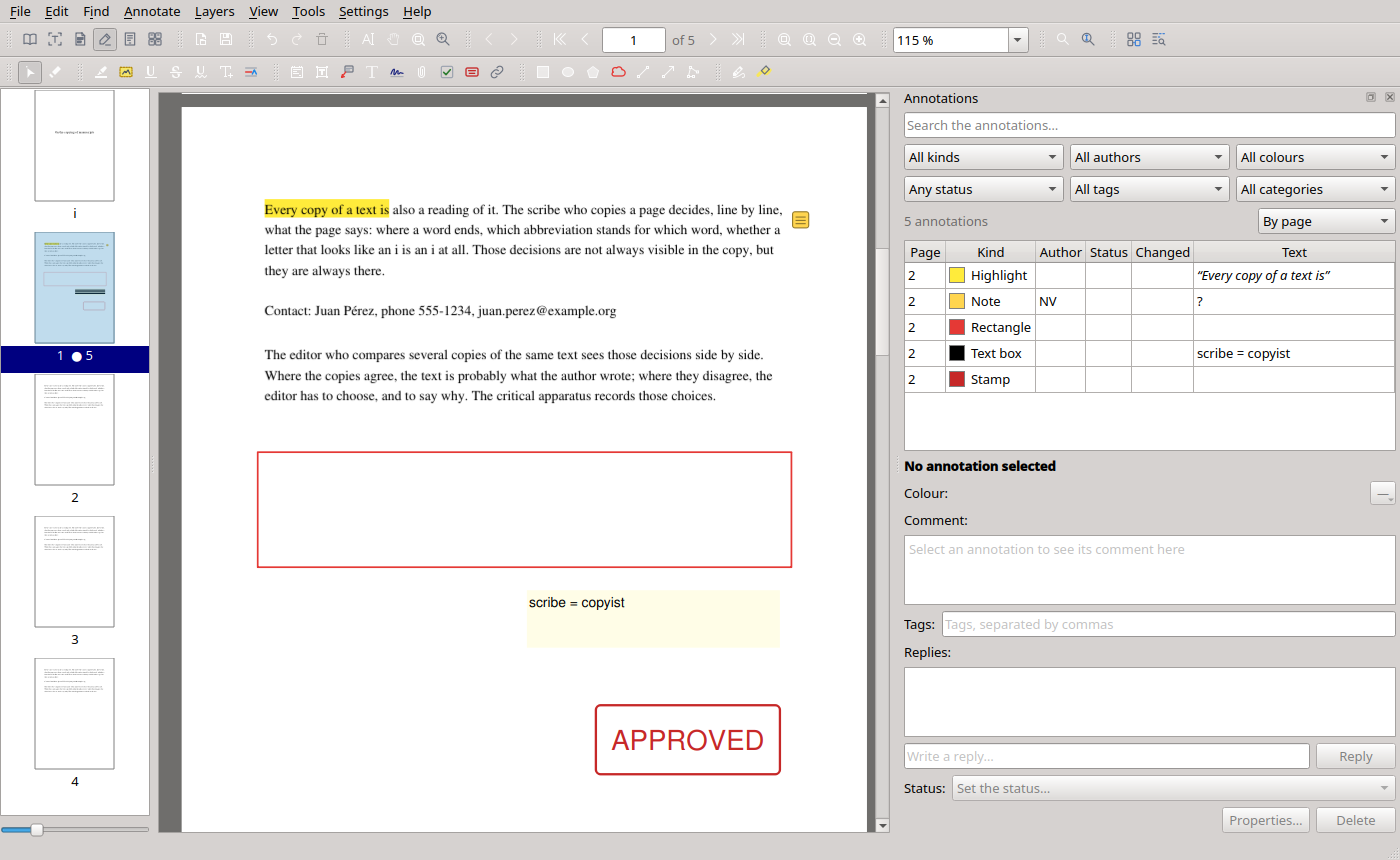 File Edit Find Annotate Layers View Tools Settings Help
1 of 5 115 %
i
1 5
2
3
4
Every copy of a text is also a reading of it. The scribe who copies a page decides, line by line,
what the page says: where a word ends, which abbreviation stands for which word, whether a
letter that looks like an i is an i at all. Those decisions are not always visible in the copy, but
they are always there.
Contact: Juan Pérez, phone 555-1234, juan.perez@example.org
The editor who compares several copies of the same text sees those decisions side by side.
Where the copies agree, the text is probably what the author wrote; where they disagree, the
editor has to choose, and to say why. The critical apparatus records those choices.
scribe = copyist
APPROVED
Annotations
Search the annotations...
All kinds All authors All colours
Any status All tags All categories
5 annotations By page
Page Kind Author Status Changed Text
2 Highlight “Every copy of a text is”
2 Note NV ?
2 Rectangle
2 Text box scribe = copyist
2 Stamp
No annotation selected
Colour: —
Comment:
Select an annotation to see its comment here
Tags: Tags, separated by commas
Replies:
Write a reply... Reply
Status: Set the status...
Properties... Delete